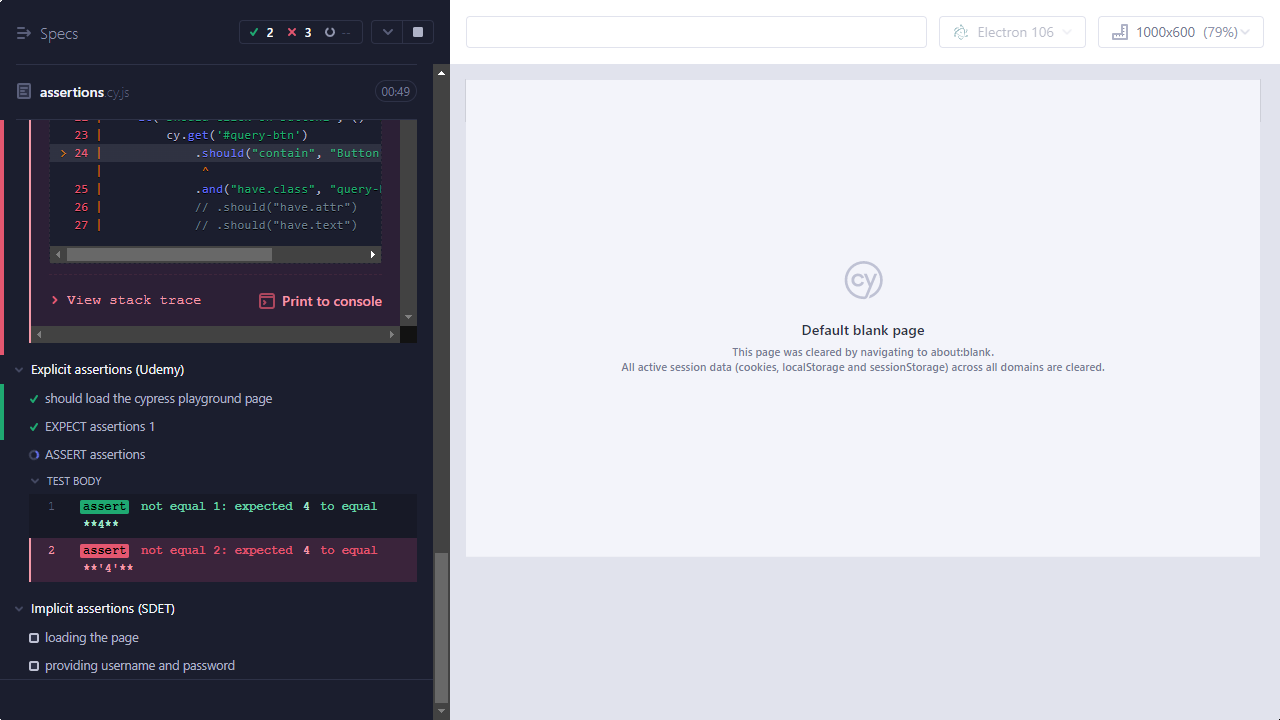 Specs
2 3 --
Electron 106
1000x600 (79%)
assertions.cy.js
00:49
23 | cy.get('#query-btn')
> 24 | .should("contain", "Button
| ^
25 | .and("have.class", "query-
26 | // .should("have.attr")
27 | // .should("have.text")
> View stack trace
Print to console
Explicit assertions (Udemy)
should load the cypress playground page
EXPECT assertions 1
ASSERT assertions
TEST BODY
1 assert not equal 1: expected 4 to equal
**4**
2 assert not equal 2: expected 4 to equal
**'4'**
Implicit assertions (SDET)
loading the page
providing username and password
cy
Default blank page
This page was cleared by navigating to about:blank.
All active session data (cookies, localStorage and sessionStorage) across all domains are cleared.